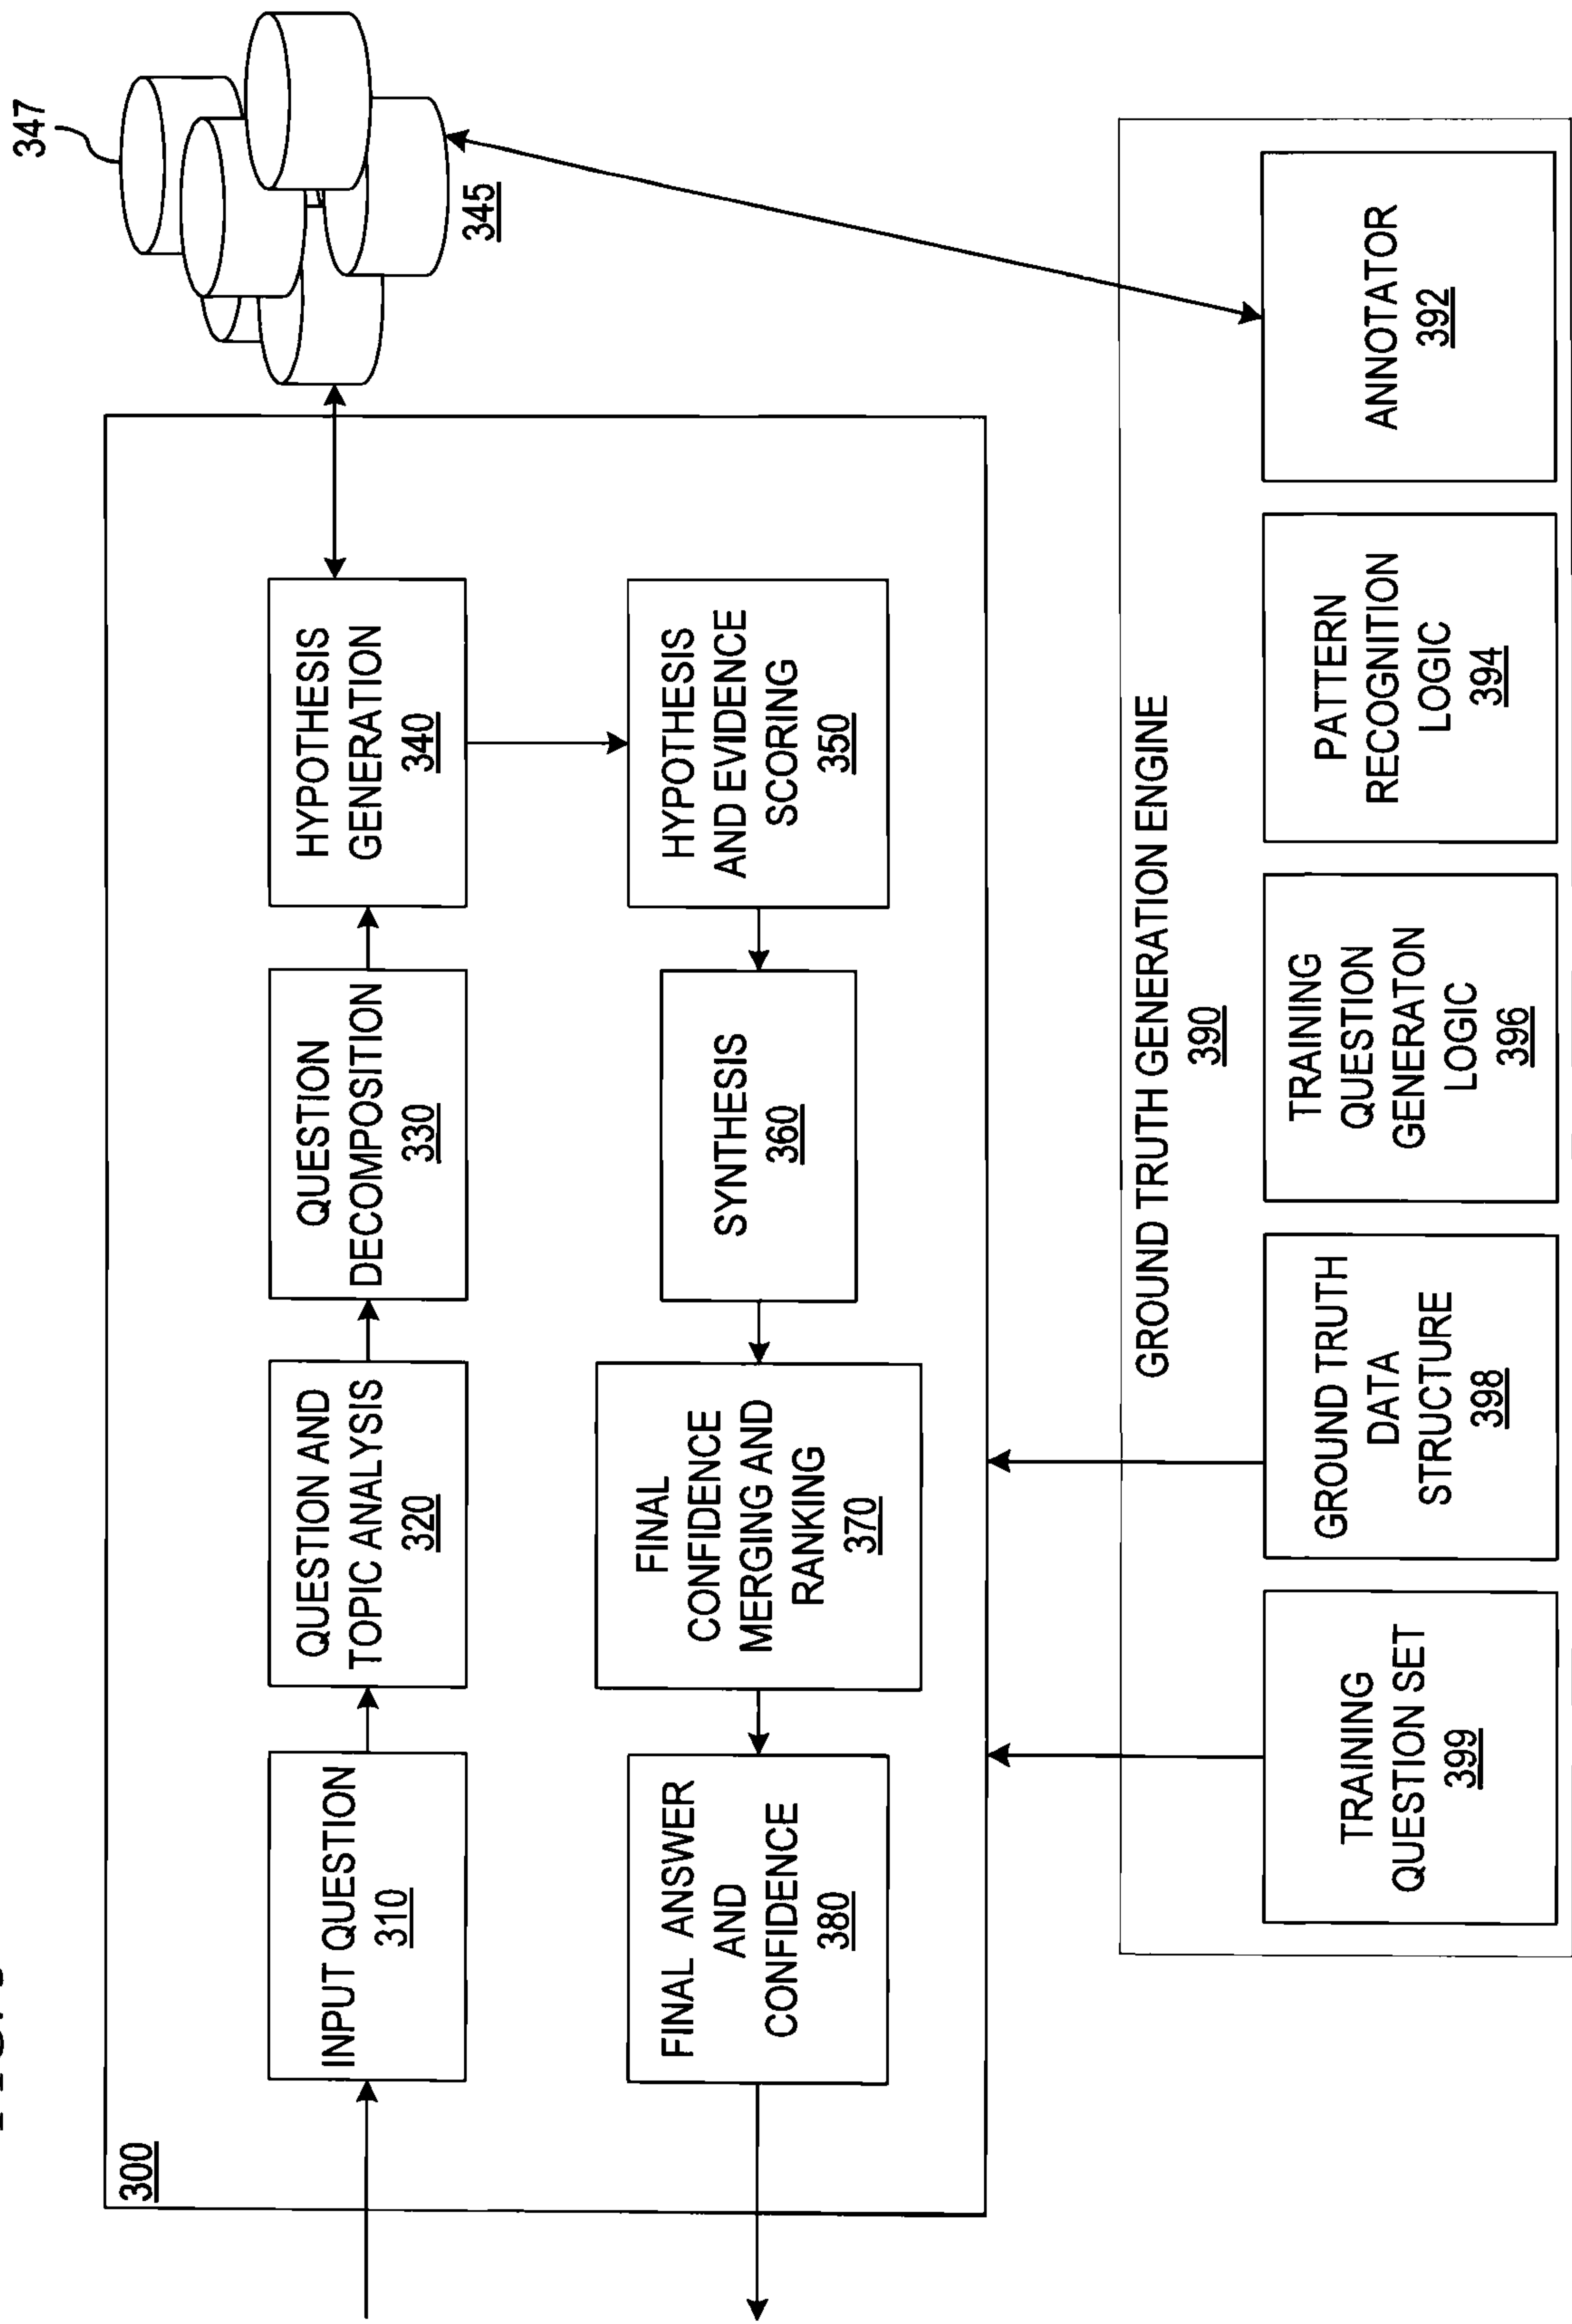 300
347
345
INPUT QUESTION
310
QUESTION AND
TOPIC ANALYSIS
320
QUESTION
DECOMPOSITION
330
HYPOTHESIS
GENERATION
340
FINAL ANSWER
AND
CONFIDENCE
380
FINAL
CONFIDENCE
MERGING AND
RANKING
370
SYNTHESIS
360
HYPOTHESIS
AND EVIDENCE
SCORING
350
GROUND TRUTH GENERATION ENGINE
390
TRAINING
QUESTION SET
399
GROUND TRUTH
DATA
STRUCTURE
398
TRAINING
QUESTION
GENERATON
LOGIC
396
PATTERN
RECOGNITION
LOGIC
394
ANNOTATOR
392